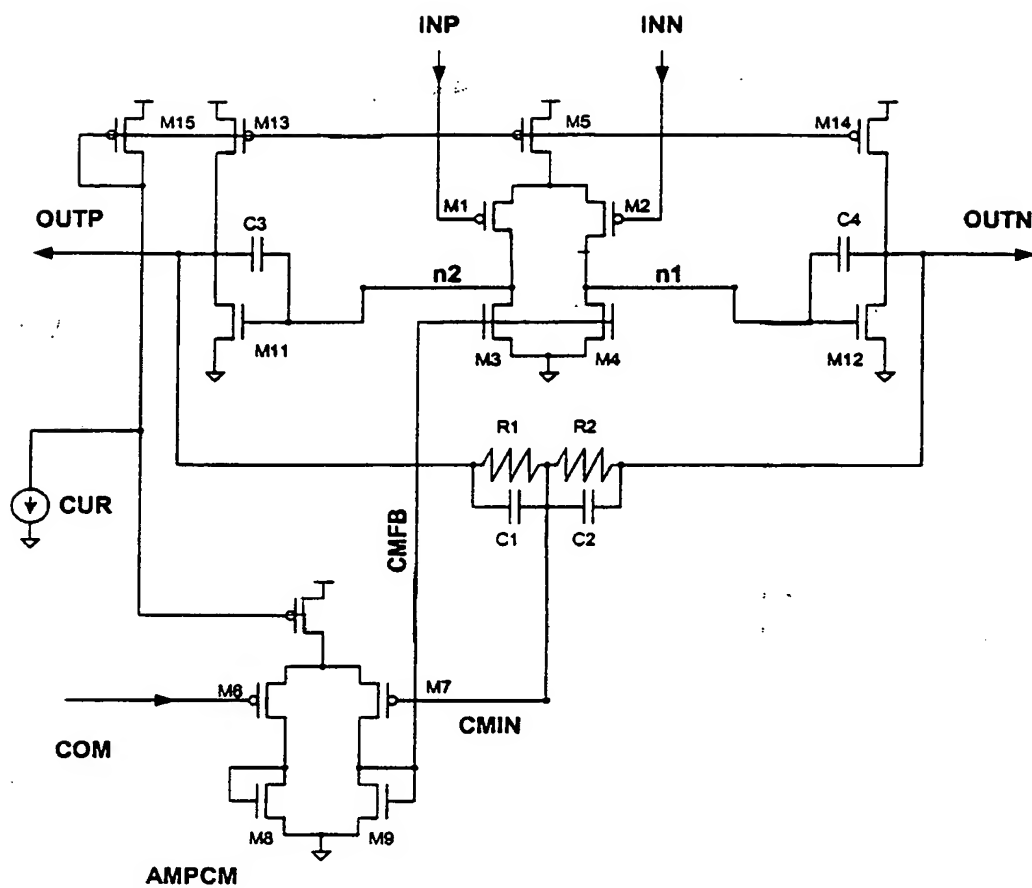 INP INN
M15 M13 M5 M14
M1 M2
OUTP C3 C4 OUTN
n2 n1
M11 M3 M4 M12
R1 R2
CUR
C1 C2
CMFB
M6 M7
CMIN
COM
M8 M9
AMPCM